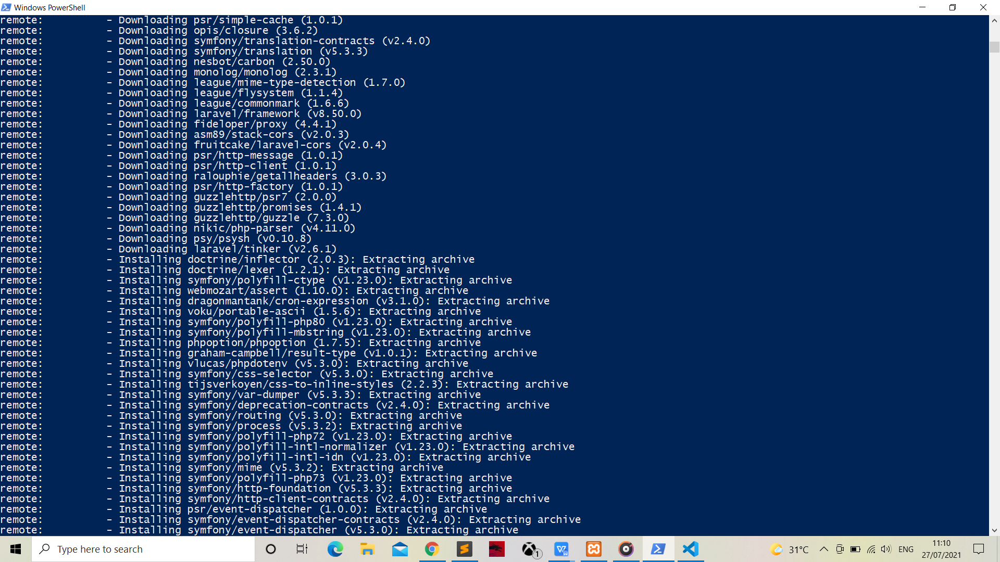 Windows PowerShell
remote: - Downloading psr/simple-cache (1.0.1)
remote: - Downloading opis/closure (3.6.2)
remote: - Downloading symfony/translation-contracts (v2.4.0)
remote: - Downloading symfony/translation (v5.3.3)
remote: - Downloading nesbot/carbon (2.50.0)
remote: - Downloading monolog/monolog (2.3.1)
remote: - Downloading league/mime-type-detection (1.7.0)
remote: - Downloading league/flysystem (1.1.4)
remote: - Downloading league/commonmark (1.6.6)
remote: - Downloading laravel/framework (v8.50.0)
remote: - Downloading fideloper/proxy (4.4.1)
remote: - Downloading asm89/stack-cors (v2.0.3)
remote: - Downloading fruitcake/laravel-cors (v2.0.4)
remote: - Downloading psr/http-message (1.0.1)
remote: - Downloading psr/http-client (1.0.1)
remote: - Downloading ralouphie/getallheaders (3.0.3)
remote: - Downloading psr/http-factory (1.0.1)
remote: - Downloading guzzlehttp/psr7 (2.0.0)
remote: - Downloading guzzlehttp/promises (1.4.1)
remote: - Downloading guzzlehttp/guzzle (7.3.0)
remote: - Downloading nikic/php-parser (v4.11.0)
remote: - Downloading psy/psysh (v0.10.8)
remote: - Downloading laravel/tinker (v2.6.1)
remote: - Installing doctrine/inflector (2.0.3): Extracting archive
remote: - Installing doctrine/lexer (1.2.1): Extracting archive
remote: - Installing symfony/polyfill-ctype (v1.23.0): Extracting archive
remote: - Installing webmozart/assert (1.10.0): Extracting archive
remote: - Installing dragonmantank/cron-expression (v3.1.0): Extracting archive
remote: - Installing voku/portable-ascii (1.5.6): Extracting archive
remote: - Installing symfony/polyfill-php80 (v1.23.0): Extracting archive
remote: - Installing symfony/polyfill-mbstring (v1.23.0): Extracting archive
remote: - Installing phpoption/phpoption (1.7.5): Extracting archive
remote: - Installing graham-campbell/result-type (v1.0.1): Extracting archive
remote: - Installing vlucas/phpdotenv (v5.3.0): Extracting archive
remote: - Installing symfony/css-selector (v5.3.0): Extracting archive
remote: - Installing tijsverkoyen/css-to-inline-styles (2.2.3): Extracting archive
remote: - Installing symfony/var-dumper (v5.3.3): Extracting archive
remote: - Installing symfony/deprecation-contracts (v2.4.0): Extracting archive
remote: - Installing symfony/routing (v5.3.0): Extracting archive
remote: - Installing symfony/process (v5.3.2): Extracting archive
remote: - Installing symfony/polyfill-php72 (v1.23.0): Extracting archive
remote: - Installing symfony/polyfill-intl-normalizer (v1.23.0): Extracting archive
remote: - Installing symfony/polyfill-intl-idn (v1.23.0): Extracting archive
remote: - Installing symfony/mime (v5.3.2): Extracting archive
remote: - Installing symfony/polyfill-php73 (v1.23.0): Extracting archive
remote: - Installing symfony/http-foundation (v5.3.3): Extracting archive
remote: - Installing symfony/http-client-contracts (v2.4.0): Extracting archive
remote: - Installing psr/event-dispatcher (1.0.0): Extracting archive
remote: - Installing symfony/event-dispatcher-contracts (v2.4.0): Extracting archive
remote: - Installing symfony/event-dispatcher (v5.3.0): Extracting archive
Type here to search
1
31°C
ENG
11:10
27/07/2021